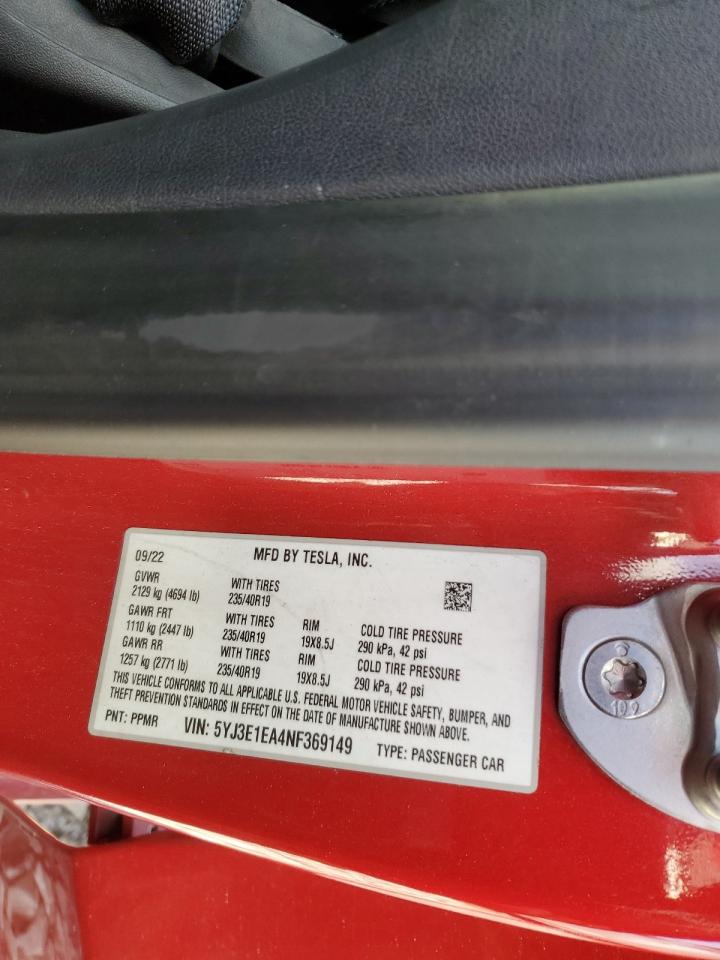 09/22 MFD BY TESLA, INC.
GVWR WITH TIRES
2129 kg (4694 lb) 235/40R19
GAWR FRT WITH TIRES RIM COLD TIRE PRESSURE
1110 kg (2447 lb) 235/40R19 19X8.5J 290 kPa, 42 psi
GAWR RR WITH TIRES RIM COLD TIRE PRESSURE
1257 kg (2771 lb) 235/40R19 19X8.5J 290 kPa, 42 psi
THIS VEHICLE CONFORMS TO ALL APPLICABLE U.S. FEDERAL MOTOR VEHICLE SAFETY, BUMPER, AND
THEFT PREVENTION STANDARDS IN EFFECT ON THE DATE OF MANUFACTURE SHOWN ABOVE.
PNT: PPMR VIN: 5YJ3E1EA4NF369149 TYPE: PASSENGER CAR